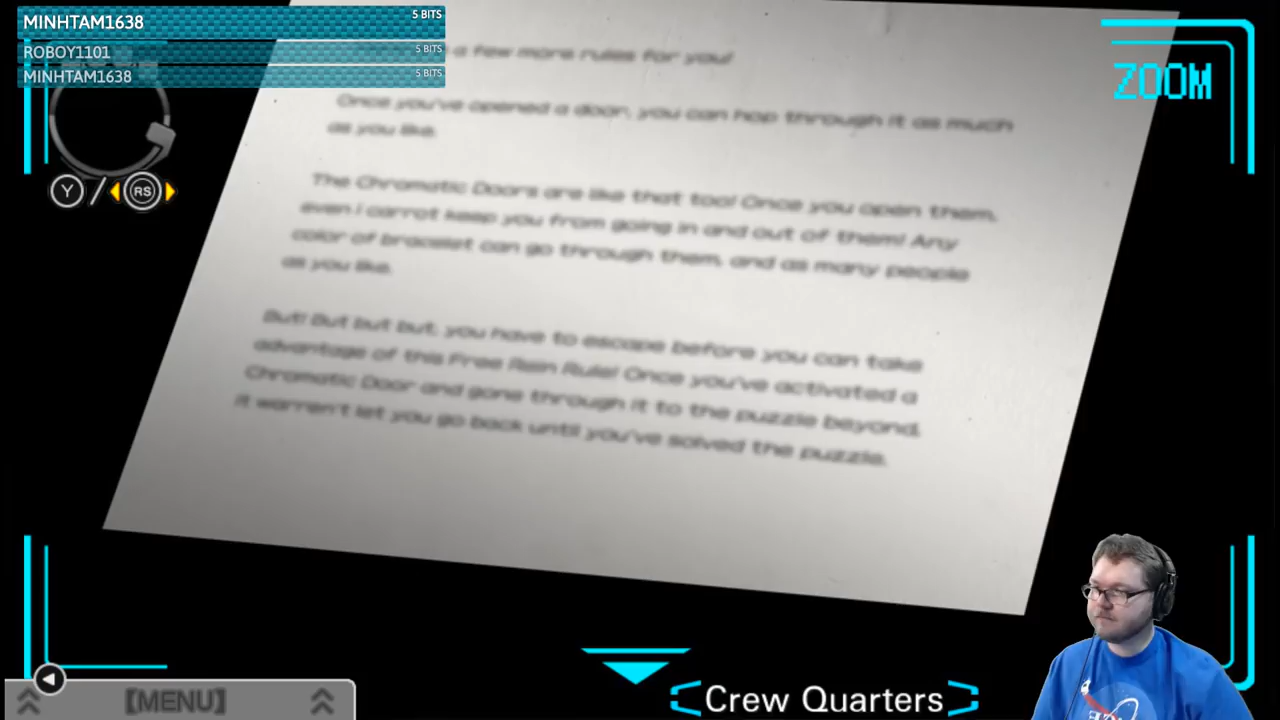 MINHTAM1638 5 BITS
ROBOY1101 5 BITS
MINHTAM1638 5 BITS
ZOOM
Y / RS
a few more rules for you!
Once you've opened a door, you can hop through it as much
as you like.
The Chromatic Doors are like that too! Once you open them,
even I carrot keep you from going in and out of them! Any
color of bracelet can go through them, and as many people
as you like.
But! But but but, you have to escape before you can take
advantage of this Free Rein Rule! Once you've activated a
Chromatic Door and gone through it to the puzzle beyond,
it warren't let you go back until you've solved the puzzle.
[MENU]
Crew Quarters